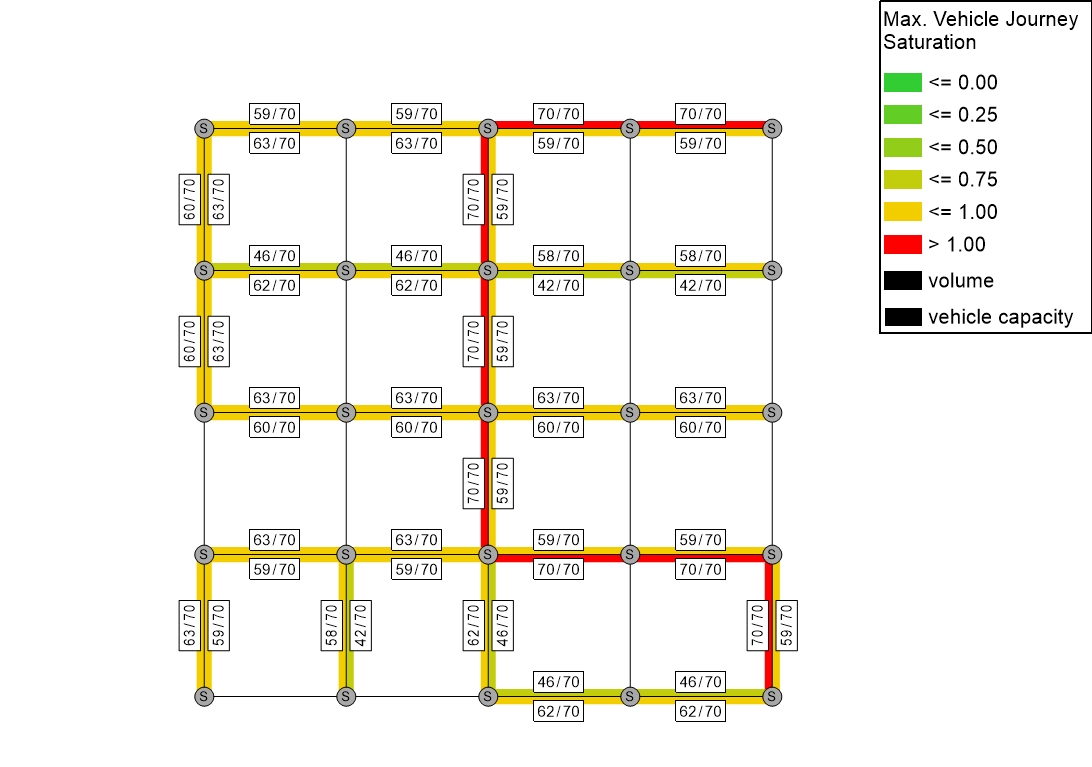 Max. Vehicle Journey
Saturation
<= 0.00
<= 0.25
<= 0.50
<= 0.75
<= 1.00
> 1.00
volume
vehicle capacity
59/70 59/70 70/70 70/70
S S S S S
63/70 63/70 59/70 59/70
60/70 63/70 70/70 59/70
46/70 46/70 58/70 58/70
S S S S S
62/70 62/70 42/70 42/70
60/70 63/70 70/70 59/70
63/70 63/70 63/70 63/70
S S S S S
60/70 60/70 60/70 60/70
70/70 59/70
63/70 63/70 59/70 59/70
S S S S S
59/70 59/70 70/70 70/70
63/70 59/70 58/70 42/70 62/70 46/70 70/70 59/70
46/70 46/70
S S S S S
62/70 62/70